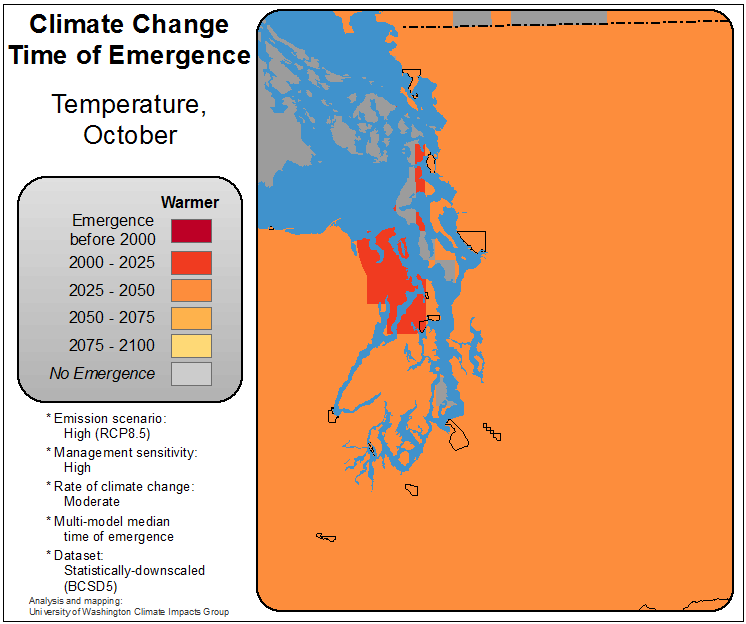 Climate Change
Time of Emergence
Temperature,
October
Warmer
Emergence
before 2000
2000 - 2025
2025 - 2050
2050 - 2075
2075 - 2100
No Emergence
* Emission scenario:
High (RCP8.5)
* Management sensitivity:
High
* Rate of climate change:
Moderate
* Multi-model median
time of emergence
* Dataset:
Statistically-downscaled
(BCSD5)
Analysis and mapping:
University of Washington Climate Impacts Group